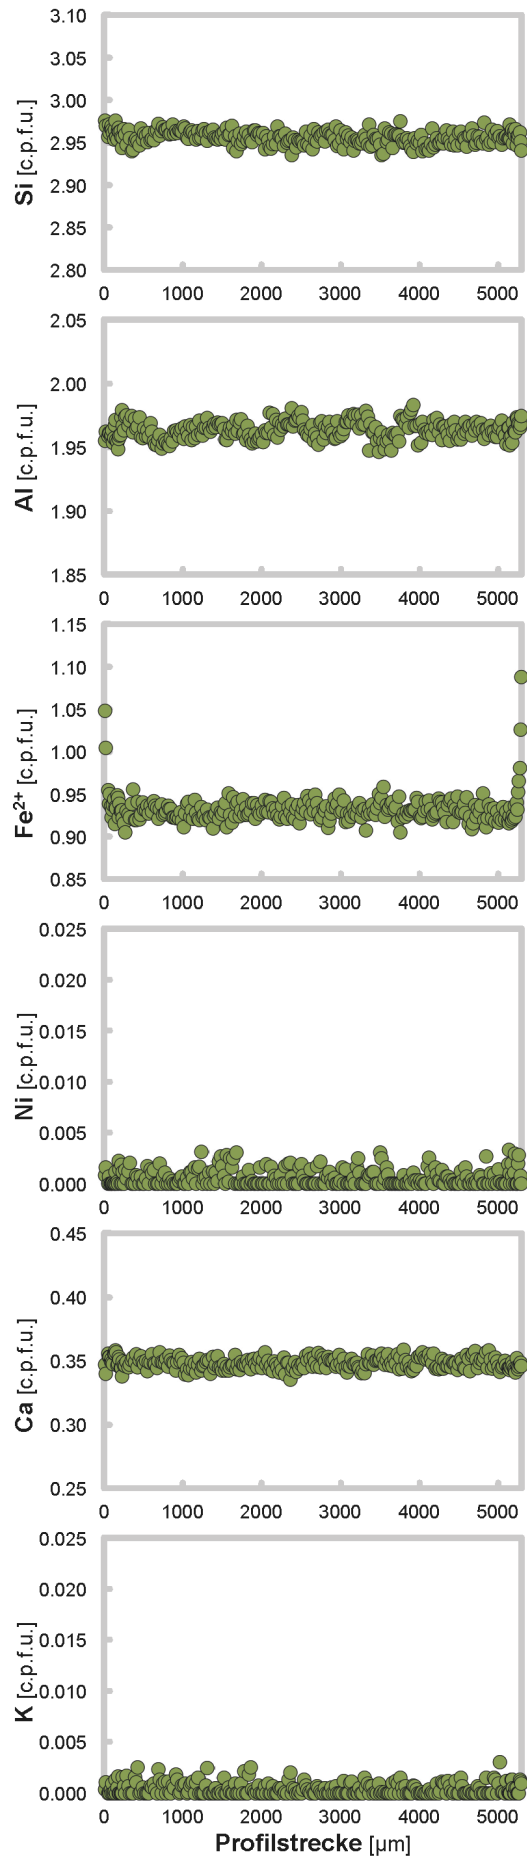 3.10
3.05
3.00
2.95
2.90
2.85
2.80
Si [c.p.f.u.]
0 1000 2000 3000 4000 5000
2.05
2.00
1.95
1.90
1.85
Al [c.p.f.u.]
0 1000 2000 3000 4000 5000
1.15
1.10
1.05
1.00
0.95
0.90
0.85
Fe²⁺ [c.p.f.u.]
0 1000 2000 3000 4000 5000
0.025
0.020
0.015
0.010
0.005
0.000
Ni [c.p.f.u.]
0 1000 2000 3000 4000 5000
0.45
0.40
0.35
0.30
0.25
Ca [c.p.f.u.]
0 1000 2000 3000 4000 5000
0.025
0.020
0.015
0.010
0.005
0.000
K [c.p.f.u.]
0 1000 2000 3000 4000 5000
Profilstrecke [µm]